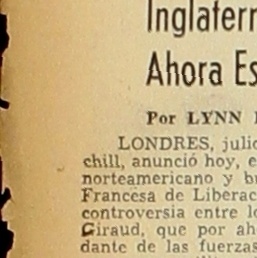 Inglater
Ahora Es
Por LYNN
LONDRES, julio
chill, anunció hoy, e
norteamericano y b
Francesa de Liberac
controversia entre l
Giraud, que por ah
dante de las fuerzas